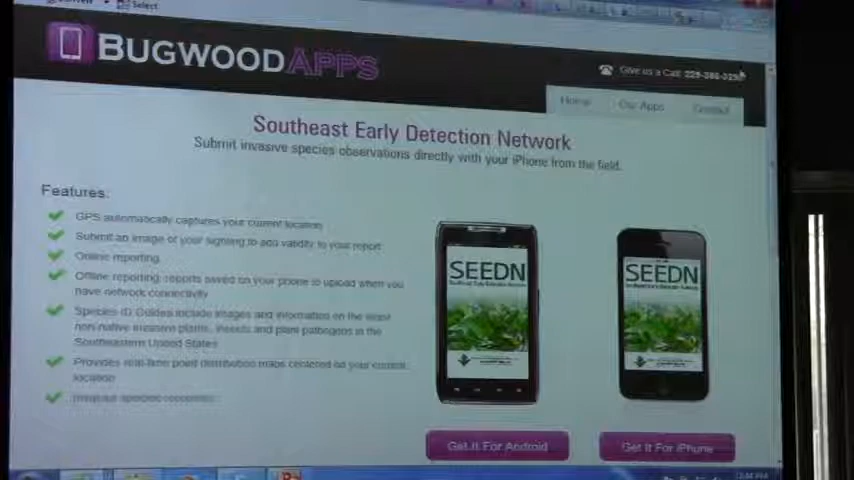 Select
BUGWOODAPPS
Give us a Call:
Home
Our Apps
Contact
Southeast Early Detection Network
Submit invasive species observations directly with your iPhone from the field.
Features:
GPS automatically captures your current location
Submit an image of your sighting to add validity to your report
Online reporting
Offline reporting: reports saved on your phone to upload when you
have network connectivity
Species ID Guides include images and information on the worst
non-native invasive plants, insects and plant pathogens in the
Southeastern United States
Provides real-time point distribution maps centered on your current
location
SEEDN
SEEDN
Get It For Android
Get It For iPhone